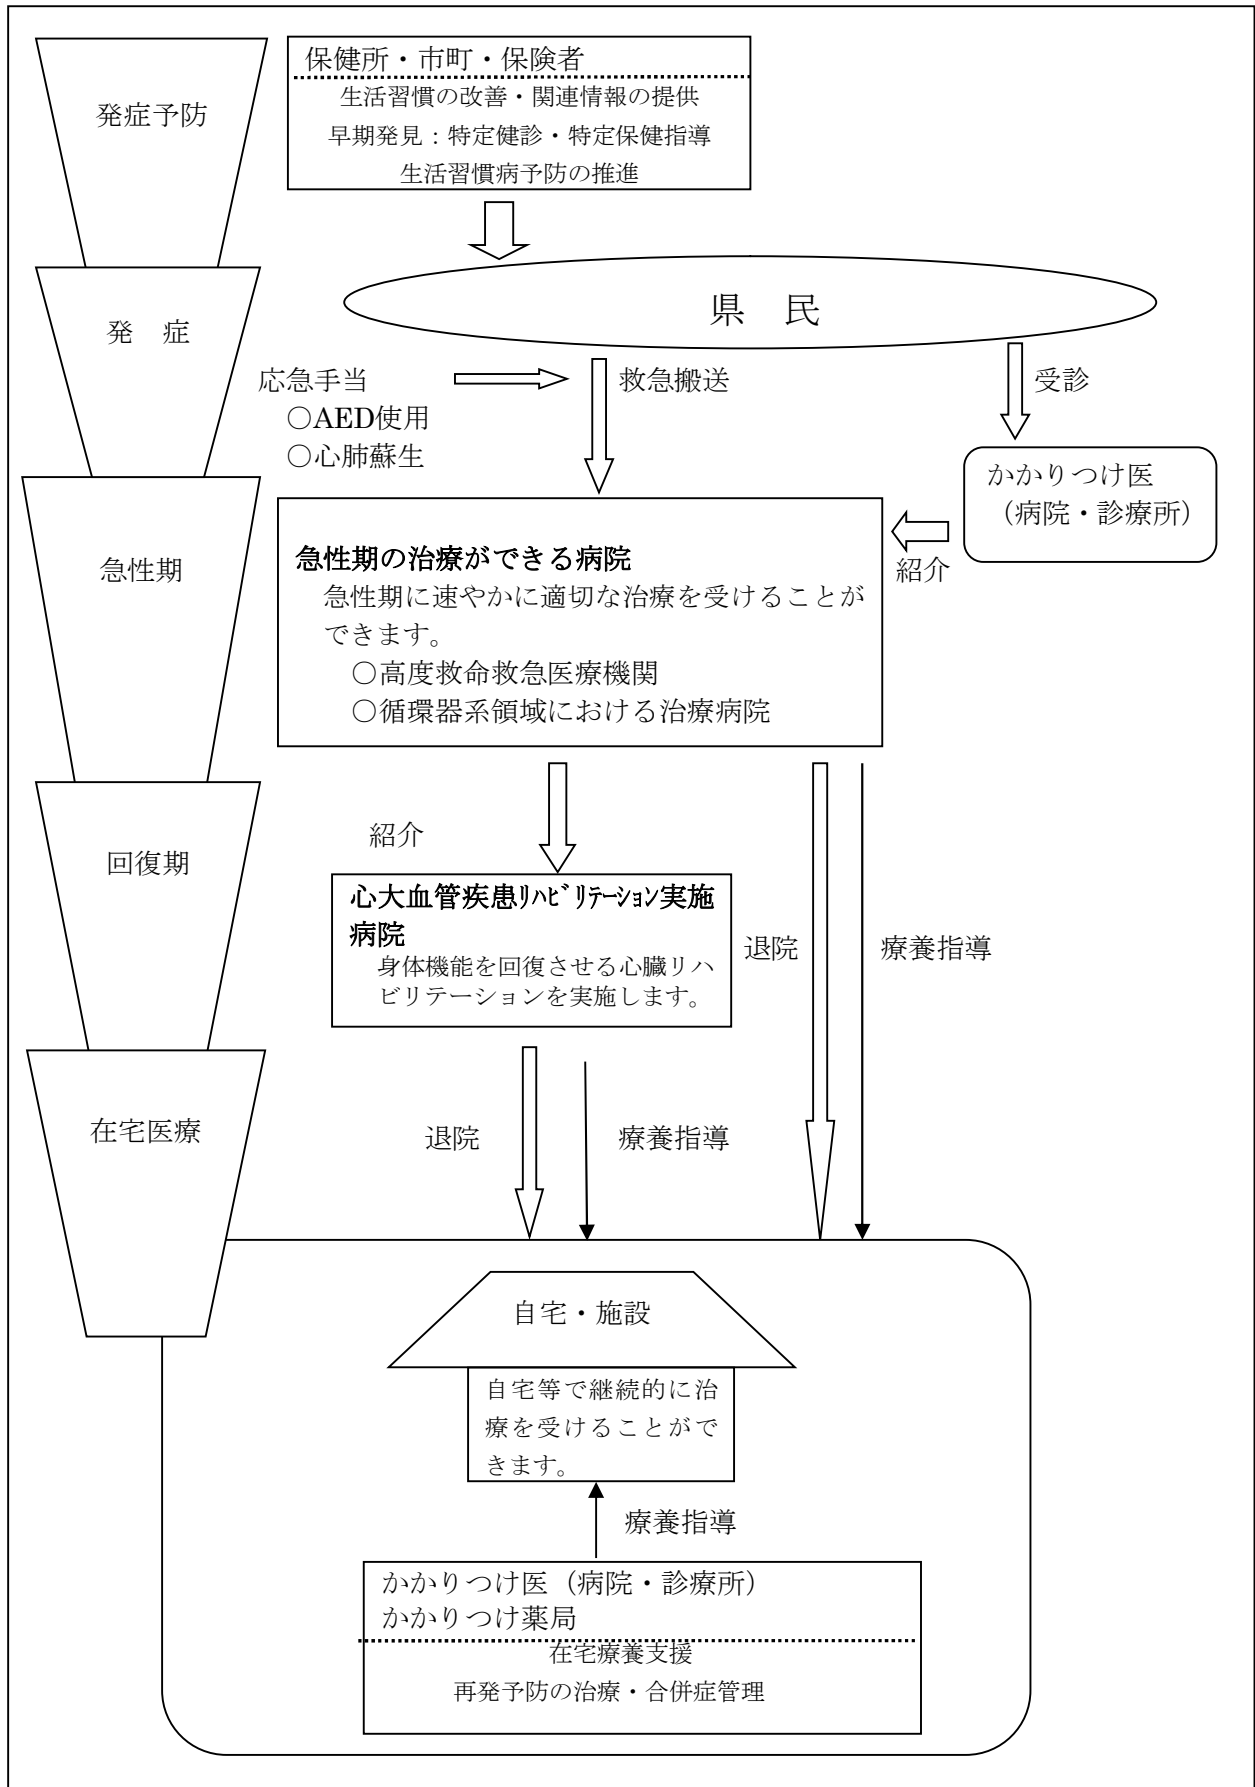 発症予防
保健所・市町・保険者
生活習慣の改善・関連情報の提供
早期発見：特定健診・特定保健指導
生活習慣病予防の推進
県　民
発　症
応急手当
○AED使用
○心肺蘇生
救急搬送
受診
かかりつけ医
（病院・診療所）
紹介
急性期
急性期の治療ができる病院
急性期に速やかに適切な治療を受けることが
できます。
○高度救命救急医療機関
○循環器系領域における治療病院
回復期
紹介
心大血管疾患ﾘﾊﾋﾞﾘﾃｰｼｮﾝ実施
病院
身体機能を回復させる心臓リハ
ビリテーションを実施します。
退院
療養指導
在宅医療
退院
療養指導
自宅・施設
自宅等で継続的に治
療を受けることがで
きます。
療養指導
かかりつけ医（病院・診療所）
かかりつけ薬局
在宅療養支援
再発予防の治療・合併症管理